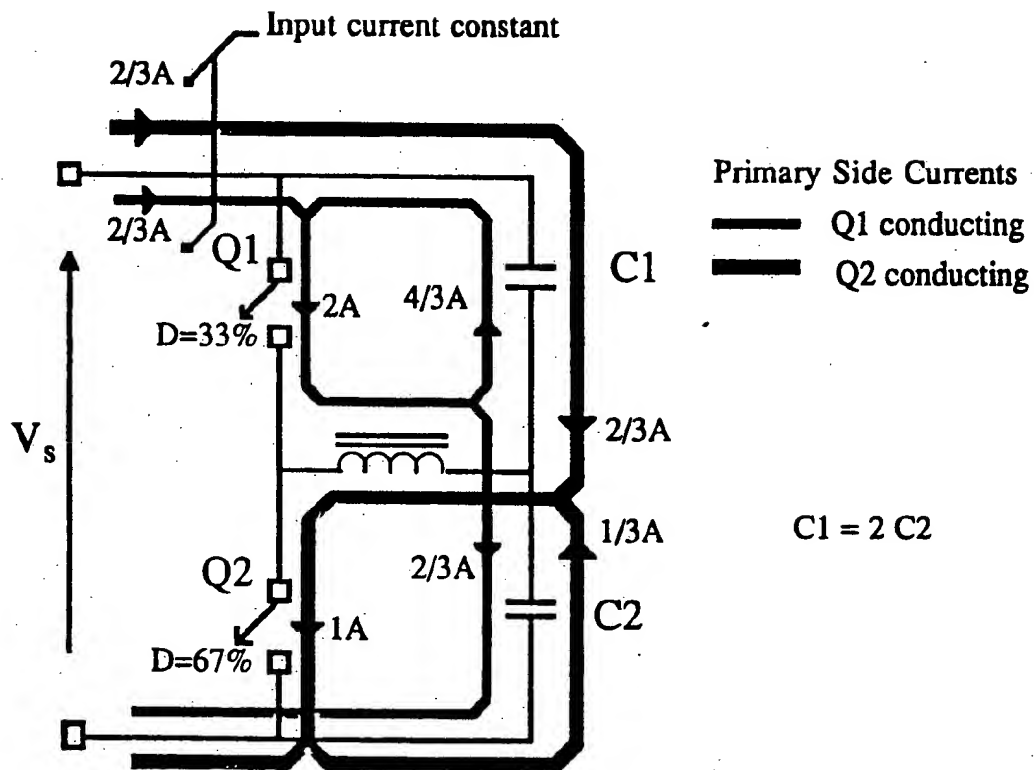 Input current constant
2/3A
2/3A
Primary Side Currents
Q1 conducting
Q2 conducting
Q1
2A
4/3A
C1
D=33%
Vs
2/3A
1/3A
C1 = 2 C2
Q2
2/3A
C2
1A
D=67%